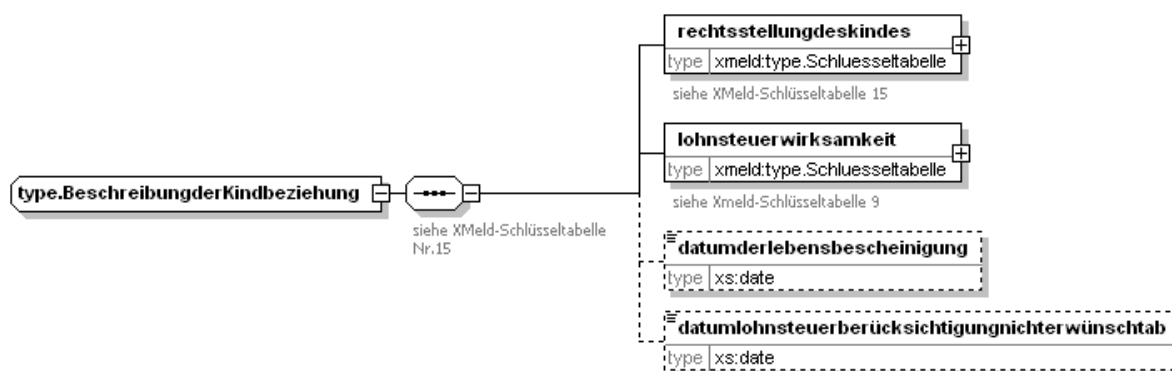 rechtsstellungdeskindes
type xmeld:type.Schluesseltabelle
siehe XMeld-Schlüsseltabelle 15
lohnsteuerwirksamkeit
type xmeld:type.Schluesseltabelle
siehe Xmeld-Schlüsseltabelle 9
type.BeschreibungderKindbeziehung
siehe XMeld-Schlüsseltabelle
Nr.15
datumderlebensbescheinigung
type xs:date
datumlohnsteuerberücksichtigungnichterwünschtab
type xs:date